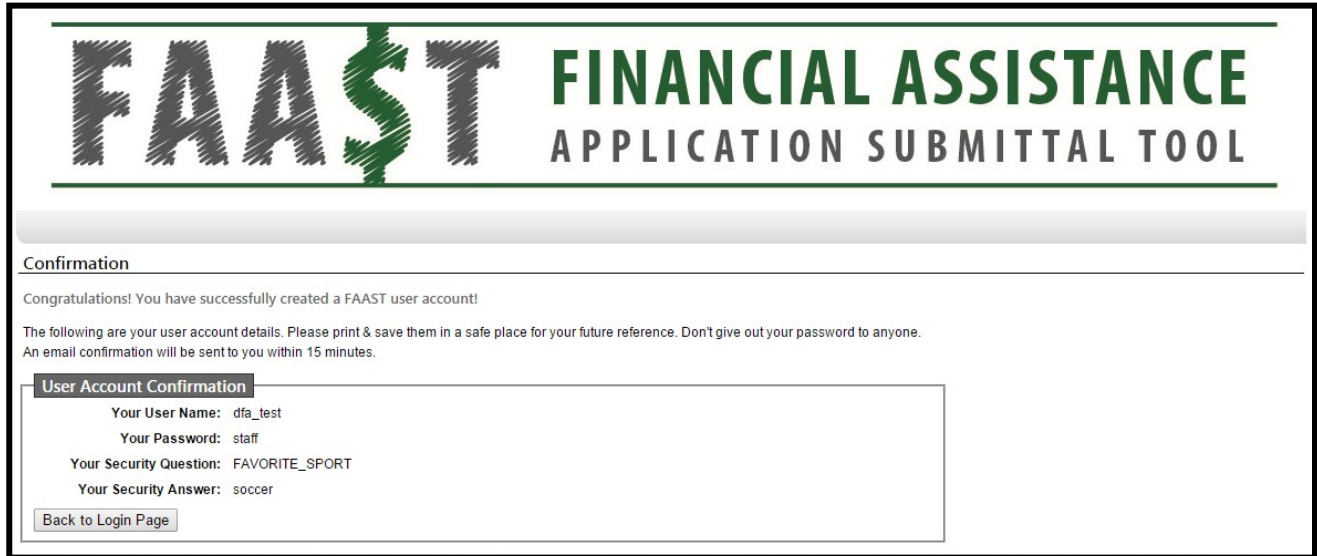 FAA$T
FINANCIAL ASSISTANCE
APPLICATION SUBMITTAL TOOL
Confirmation
Congratulations! You have successfully created a FAAST user account!
The following are your user account details. Please print & save them in a safe place for your future reference. Don't give out your password to anyone.
An email confirmation will be sent to you within 15 minutes.
User Account Confirmation
Your User Name: dfa_test
Your Password: staff
Your Security Question: FAVORITE_SPORT
Your Security Answer: soccer
Back to Login Page